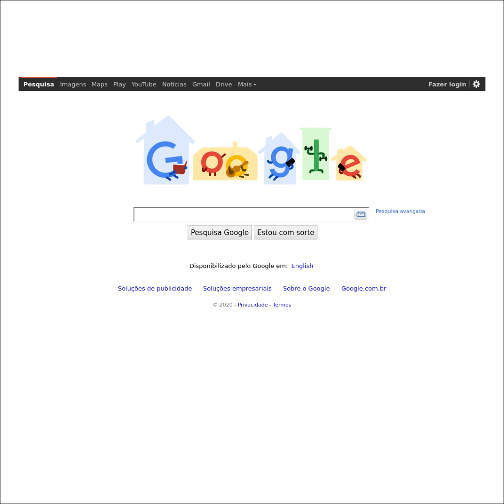 Pesquisa Imagens Maps Play YouTube Notícias Gmail Drive Mais Fazer login
Google
Pesquisa avançada
Pesquisa Google Estou com sorte
Disponibilizado pelo Google em: English
Soluções de publicidade Soluções empresariais Sobre o Google Google.com.br
© 2020 - Privacidade - Termos